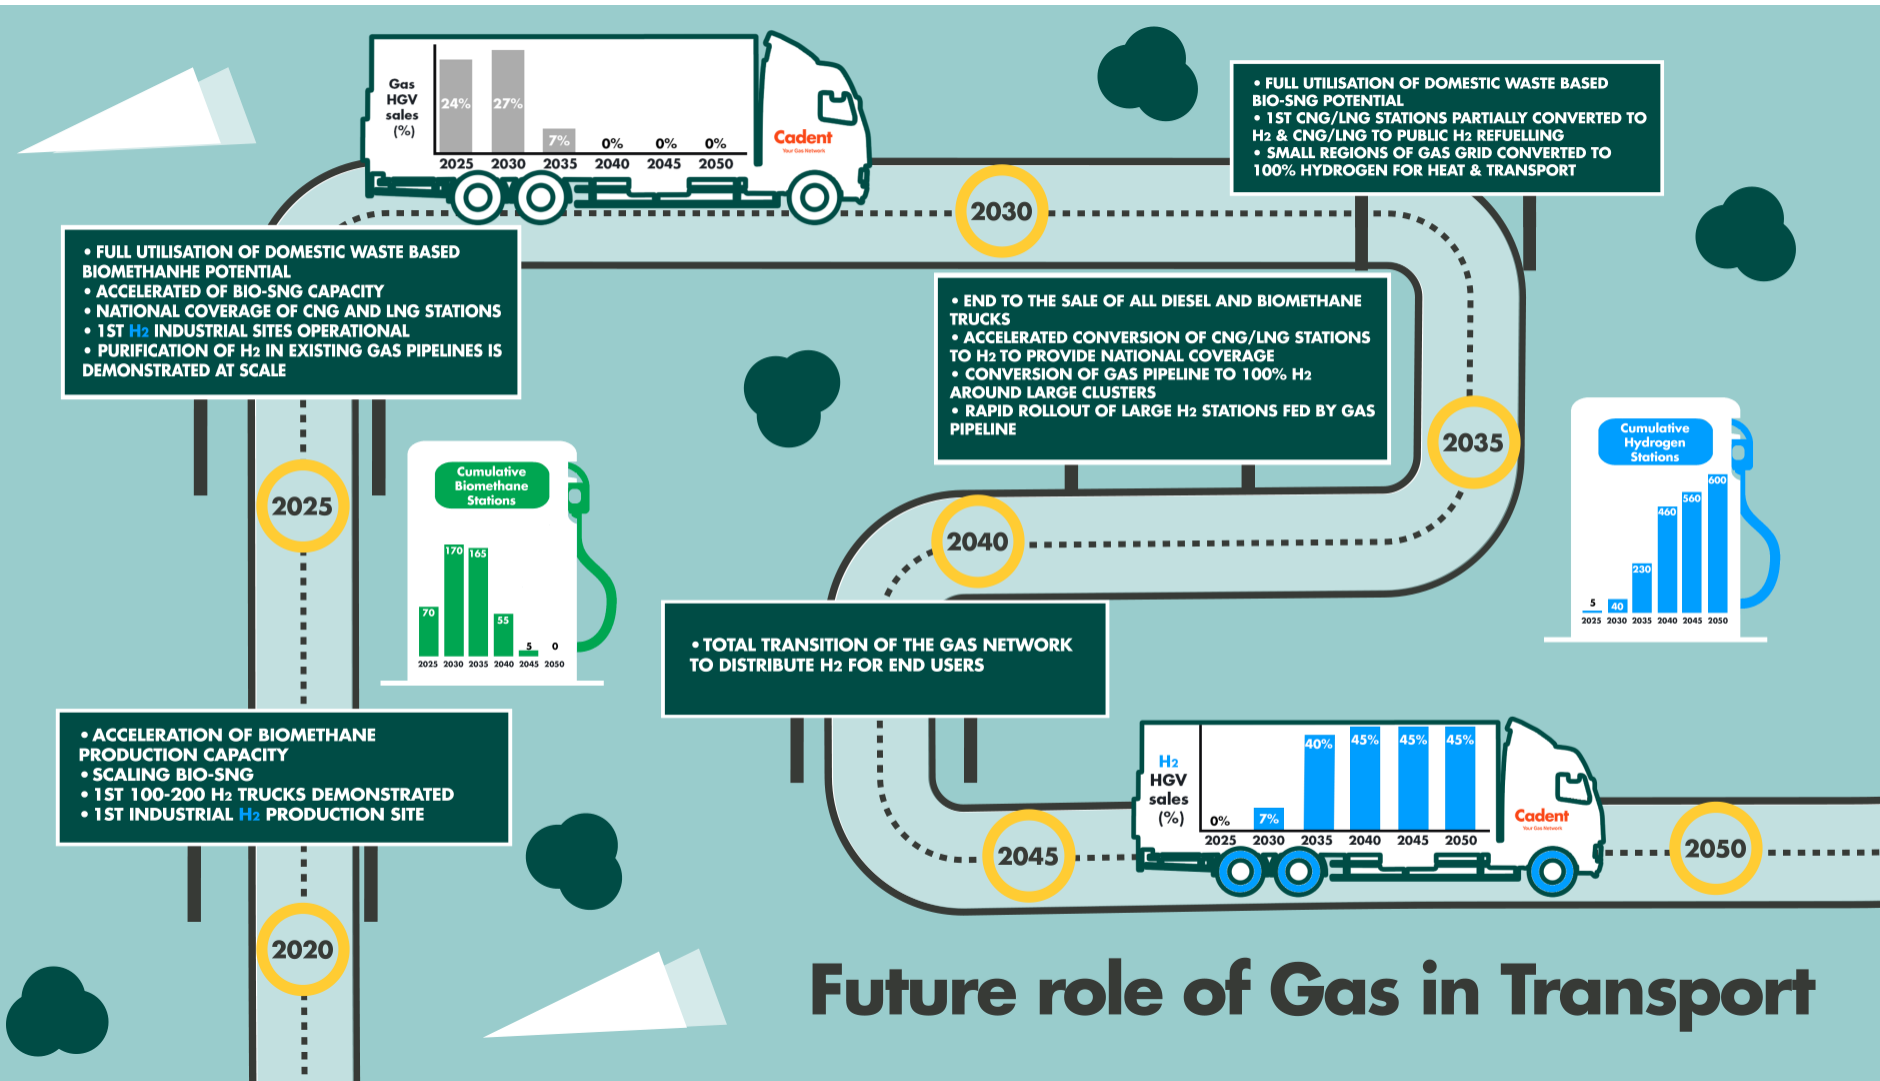 Gas
HGV
sales
(%)
24%
27%
7%
0%
0%
0%
2025
2030
2035
2040
2045
2050
Cadent
Your Gas Network
• FULL UTILISATION OF DOMESTIC WASTE BASED
BIO-SNG POTENTIAL
• 1ST CNG/LNG STATIONS PARTIALLY CONVERTED TO
H2 & CNG/LNG TO PUBLIC H2 REFUELLING
• SMALL REGIONS OF GAS GRID CONVERTED TO
100% HYDROGEN FOR HEAT & TRANSPORT
2030
• FULL UTILISATION OF DOMESTIC WASTE BASED
BIOMETHANHE POTENTIAL
• ACCELERATED OF BIO-SNG CAPACITY
• NATIONAL COVERAGE OF CNG AND LNG STATIONS
• 1ST H2 INDUSTRIAL SITES OPERATIONAL
• PURIFICATION OF H2 IN EXISTING GAS PIPELINES IS
DEMONSTRATED AT SCALE
• END TO THE SALE OF ALL DIESEL AND BIOMETHANE
TRUCKS
• ACCELERATED CONVERSION OF CNG/LNG STATIONS
TO H2 TO PROVIDE NATIONAL COVERAGE
• CONVERSION OF GAS PIPELINE TO 100% H2
AROUND LARGE CLUSTERS
• RAPID ROLLOUT OF LARGE H2 STATIONS FED BY GAS
PIPELINE
2035
Cumulative
Hydrogen
Stations
5
40
230
460
560
600
2025 2030 2035 2040 2045 2050
2025
Cumulative
Biomethane
Stations
70
170
165
55
5
0
2025 2030 2035 2040 2045 2050
2040
• TOTAL TRANSITION OF THE GAS NETWORK
TO DISTRIBUTE H2 FOR END USERS
• ACCELERATION OF BIOMETHANE
PRODUCTION CAPACITY
• SCALING BIO-SNG
• 1ST 100-200 H2 TRUCKS DEMONSTRATED
• 1ST INDUSTRIAL H2 PRODUCTION SITE
H2
HGV
sales
(%)
0%
7%
40%
45%
45%
45%
2025 2030 2035 2040 2045 2050
Cadent
Your Gas Network
2045
2050
2020
Future role of Gas in Transport